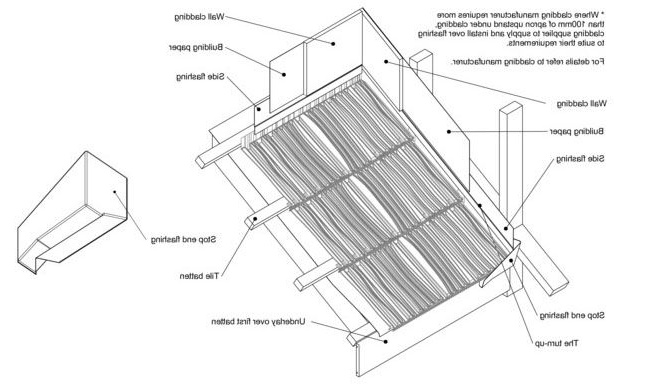 * Where cladding manufacturer requires more
than 100mm of apron upstand under cladding,
cladding supplier to supply and install over flashing
to suite their requirements.
For details refer to cladding manufacturer.
Wall cladding
Building paper
Side flashing
Wall cladding
Building paper
Side flashing
Stop end flashing
Tile batten
Underlay over first batten
Stop end flashing
The turn-up